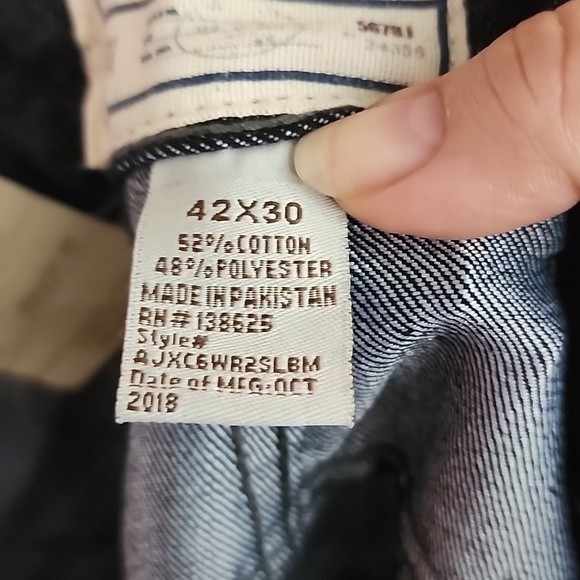 42X30
52%COTTON
48%POLYESTER
MADE IN PAKISTAN
RN# 138625
Style#
AJXC6WR2SLBM
Date of MFG:OCT
2018